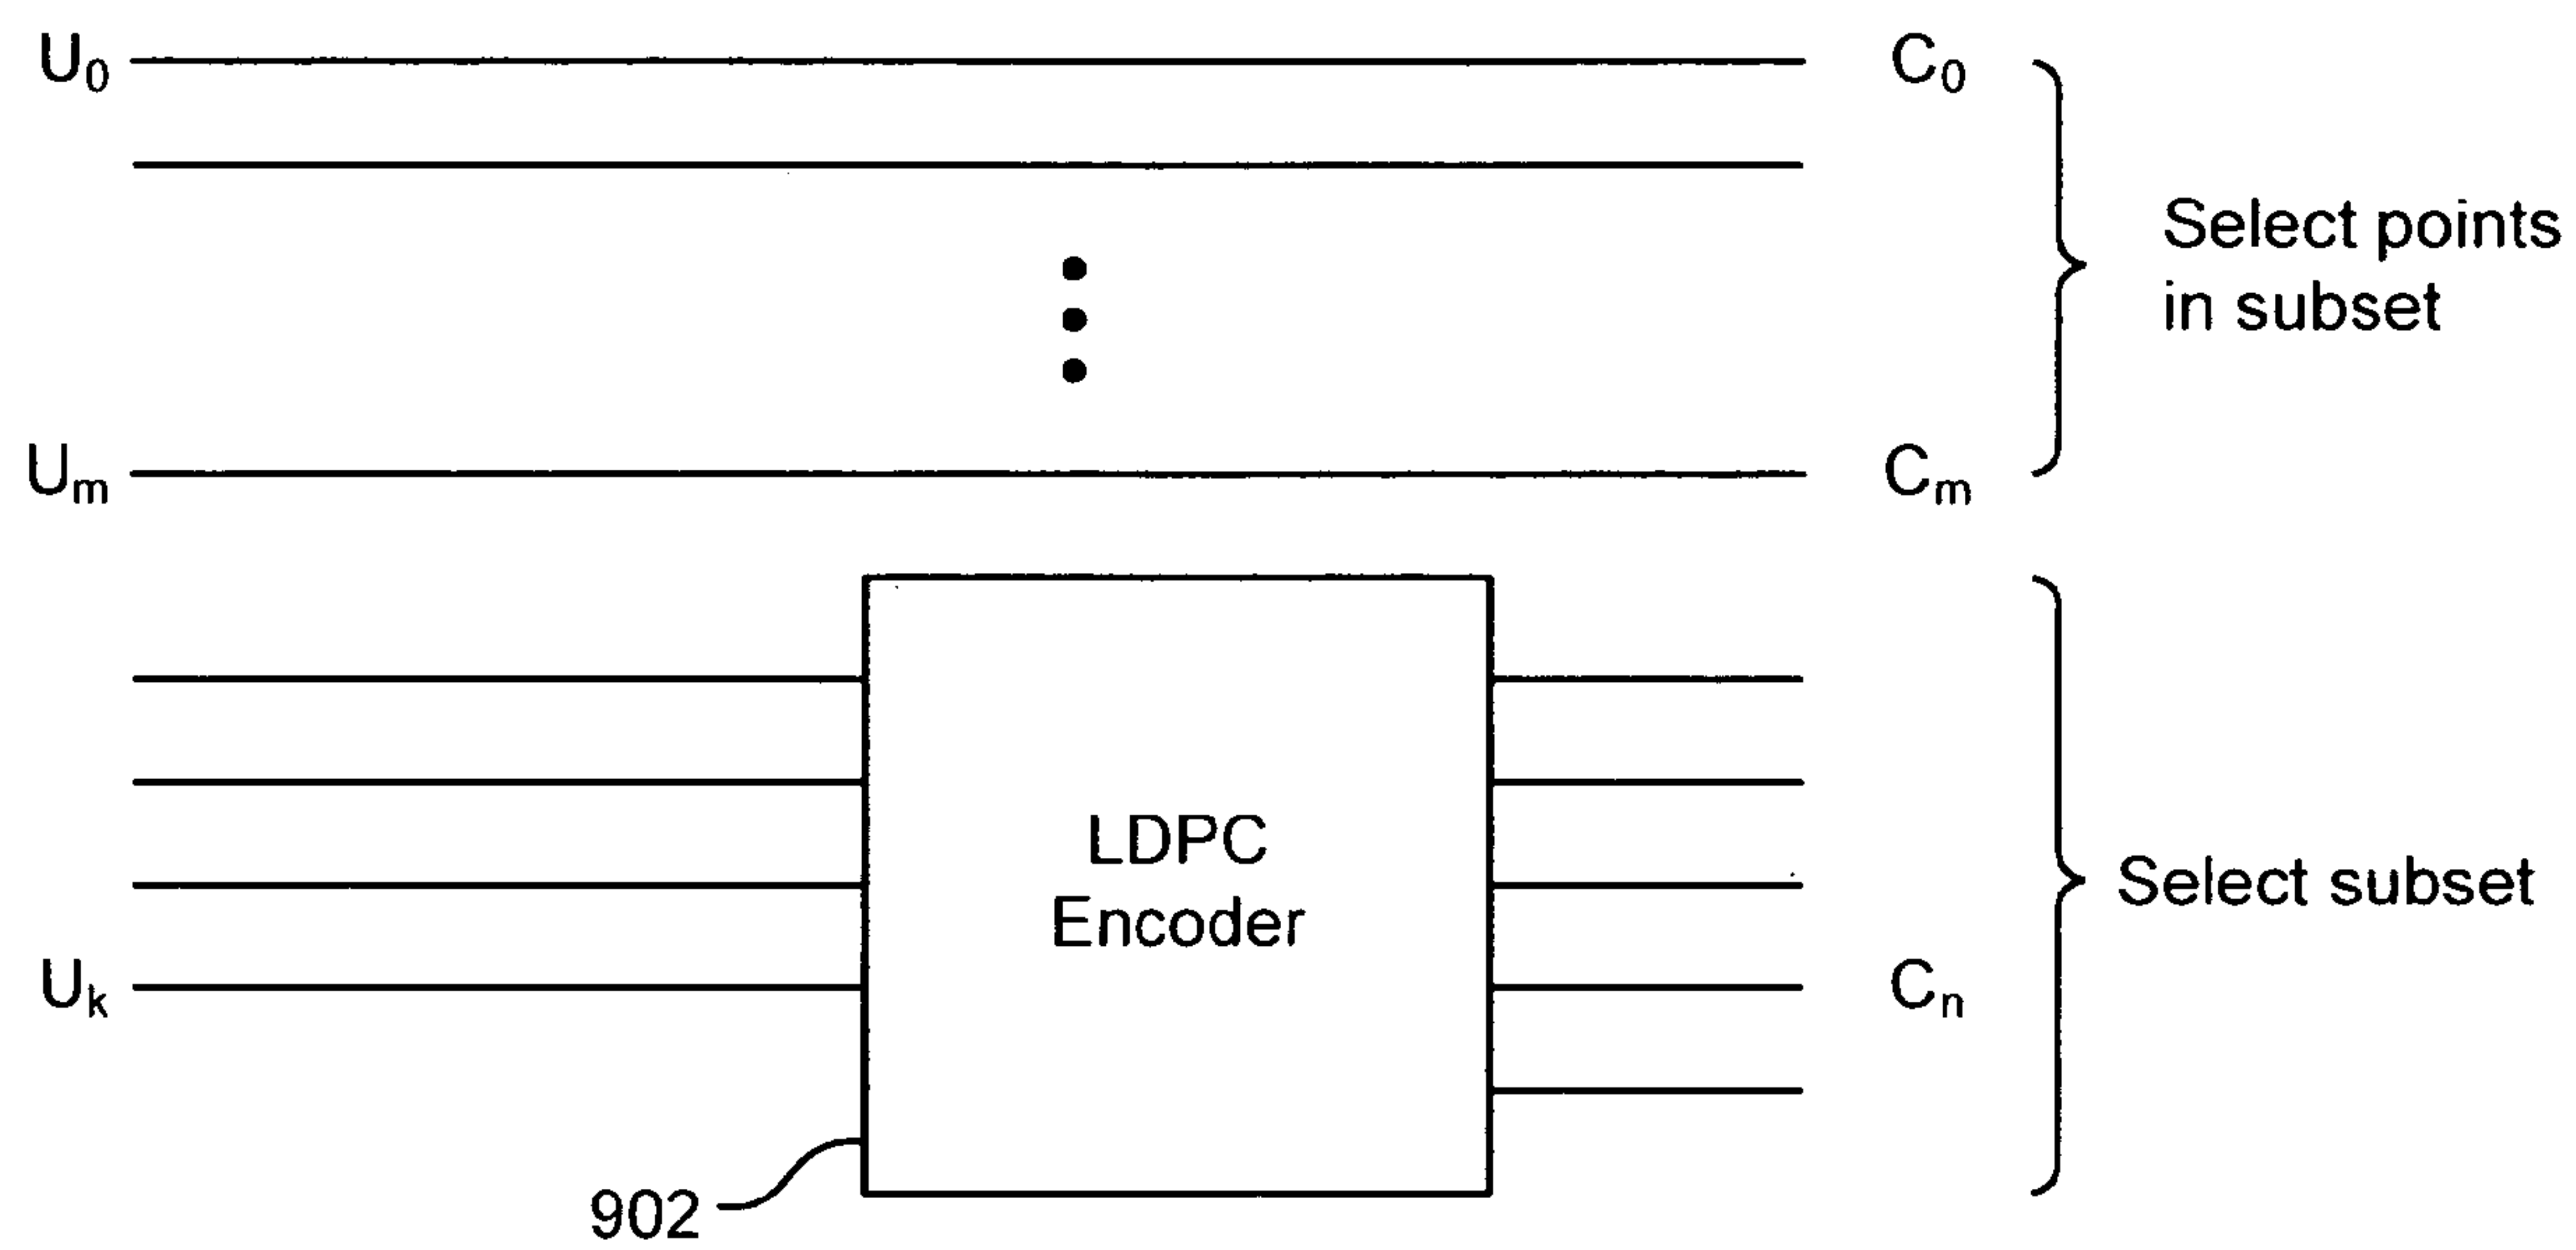 U0
C0
Select points
in subset
Um
Cm
LDPC
Encoder
Select subset
Uk
Cn
902